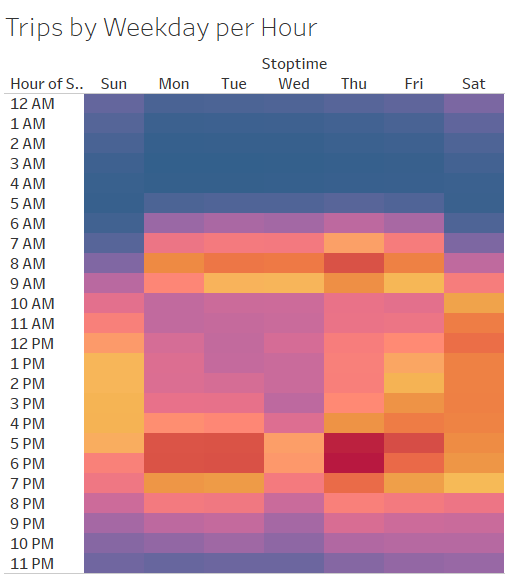 Trips by Weekday per Hour
Stoptime
Hour of S.. Sun Mon Tue Wed Thu Fri Sat
12 AM
1 AM
2 AM
3 AM
4 AM
5 AM
6 AM
7 AM
8 AM
9 AM
10 AM
11 AM
12 PM
1 PM
2 PM
3 PM
4 PM
5 PM
6 PM
7 PM
8 PM
9 PM
10 PM
11 PM